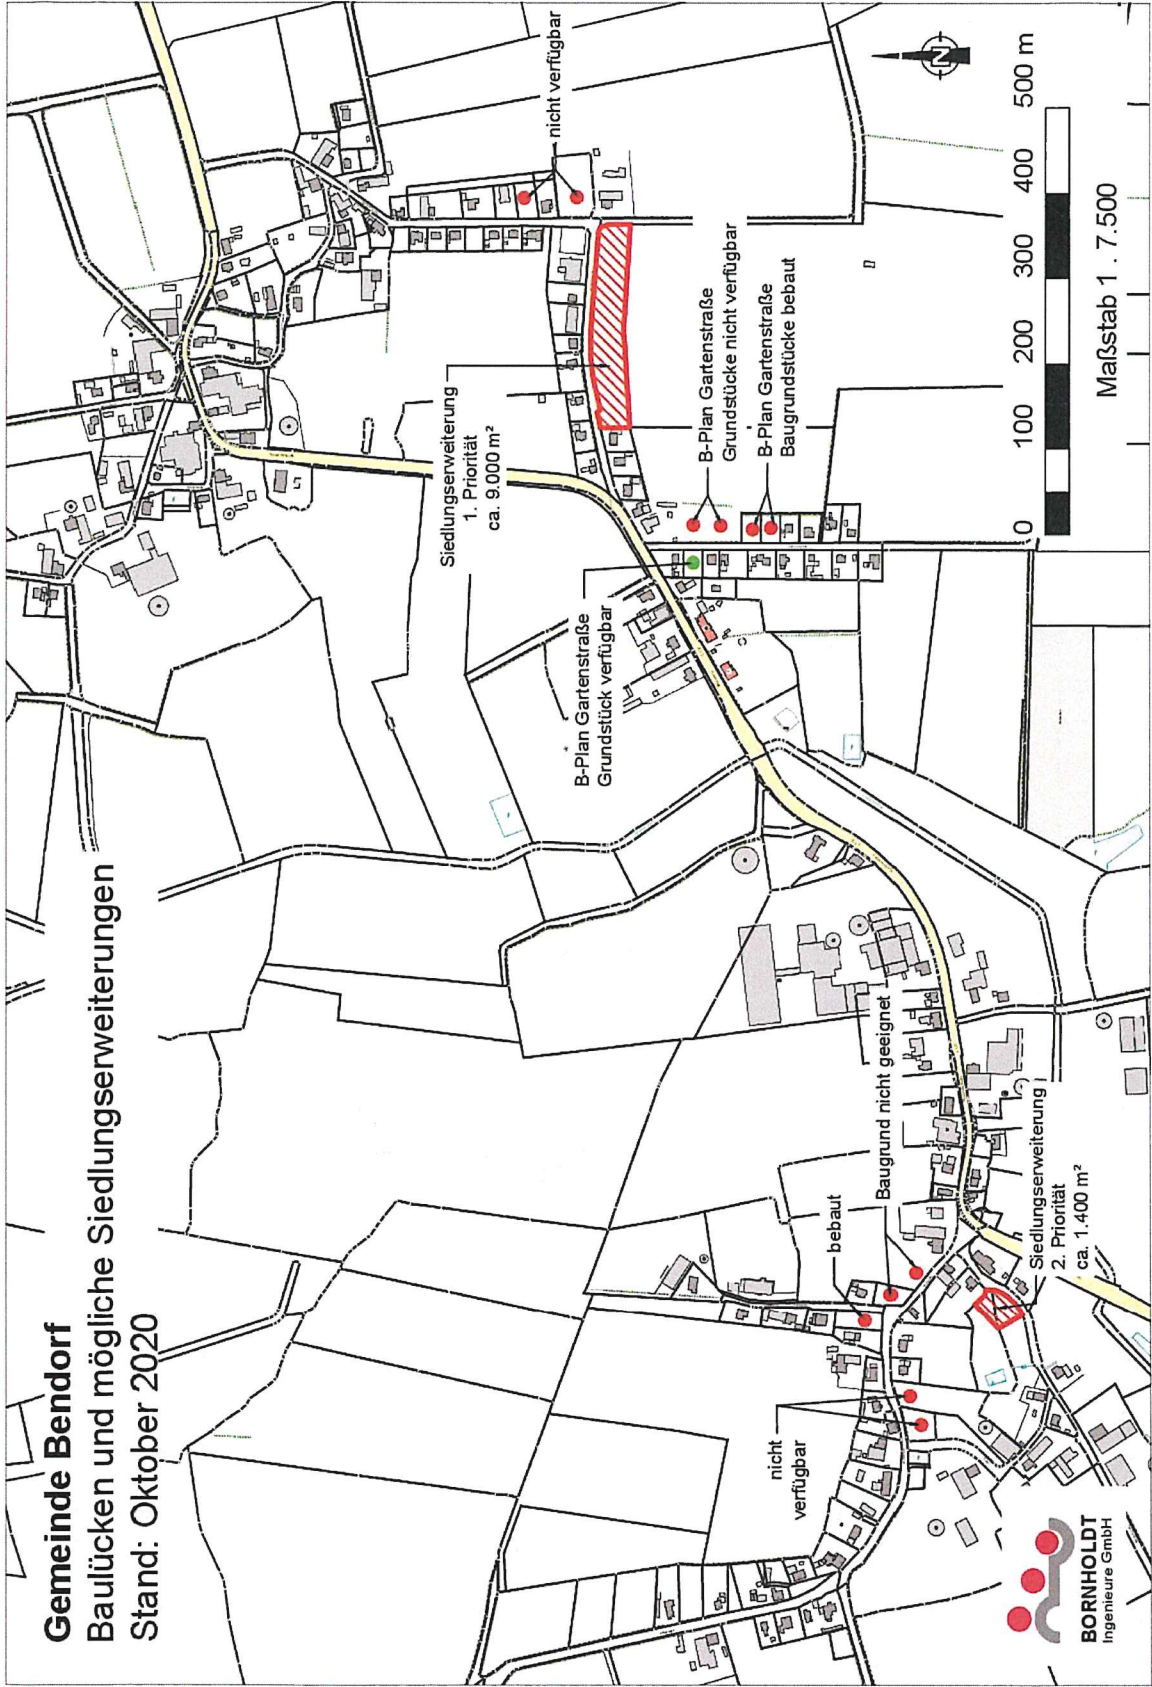 Gemeinde Bendorf
Baulücken und mögliche Siedlungserweiterungen
Stand: Oktober 2020
nicht verfügbar
Siedlungserweiterung
1. Priorität
ca. 9.000 m²
B-Plan Gartenstraße
Grundstücke nicht verfügbar
B-Plan Gartenstraße
Baugrundstücke bebaut
B-Plan Gartenstraße
Grundstück verfügbar
Baugrund nicht geeignet
bebaut
nicht
verfügbar
Siedlungserweiterung
2. Priorität
ca. 1.400 m²
N
0 100 200 300 400 500 m
Maßstab 1 . 7.500
BORNHOLDT
Ingenieure GmbH